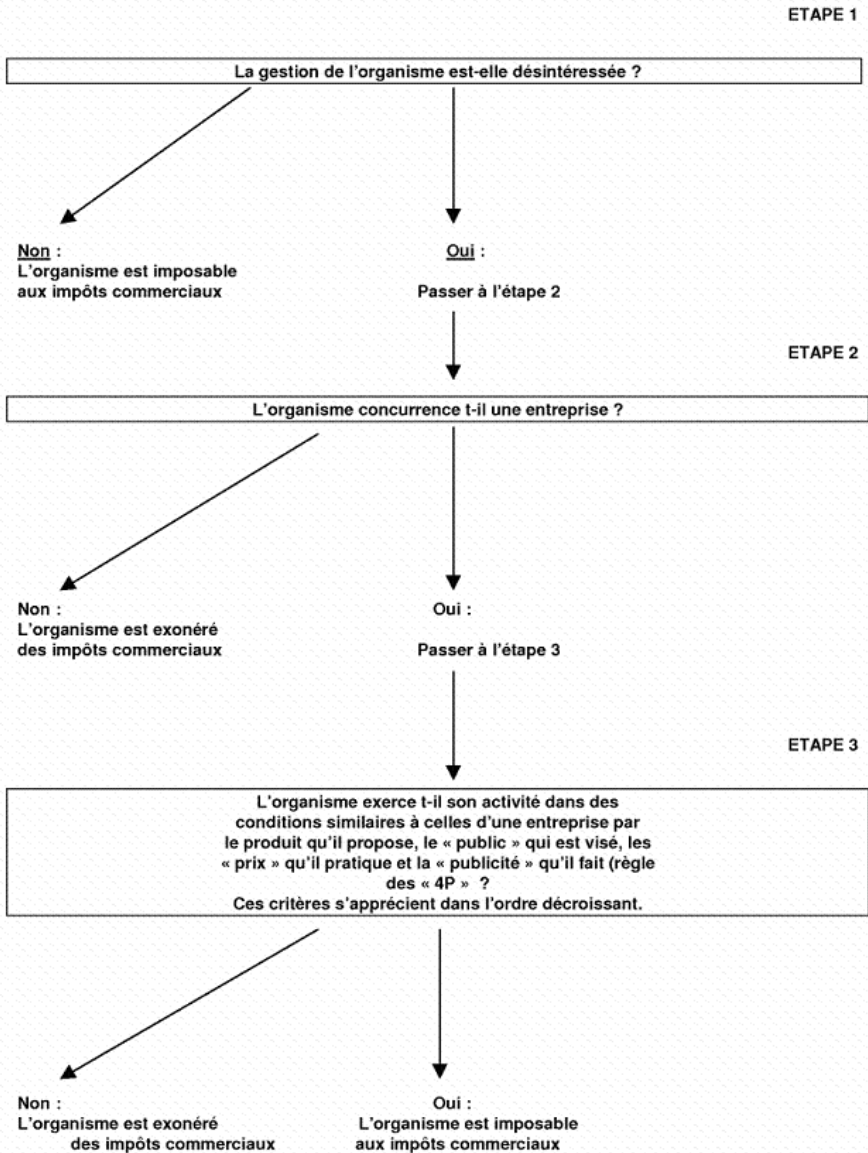 ETAPE 1
La gestion de l'organisme est-elle désintéressée ?
Non :
L'organisme est imposable
aux impôts commerciaux
Oui :
Passer à l'étape 2
ETAPE 2
L'organisme concurrence t-il une entreprise ?
Non :
L'organisme est exonéré
des impôts commerciaux
Oui :
Passer à l'étape 3
ETAPE 3
L'organisme exerce t-il son activité dans des
conditions similaires à celles d'une entreprise par
le produit qu'il propose, le « public » qui est visé, les
« prix » qu'il pratique et la « publicité » qu'il fait (règle
des « 4P » ?
Ces critères s'apprécient dans l'ordre décroissant.
Non :
L'organisme est exonéré
des impôts commerciaux
Oui :
L'organisme est imposable
aux impôts commerciaux